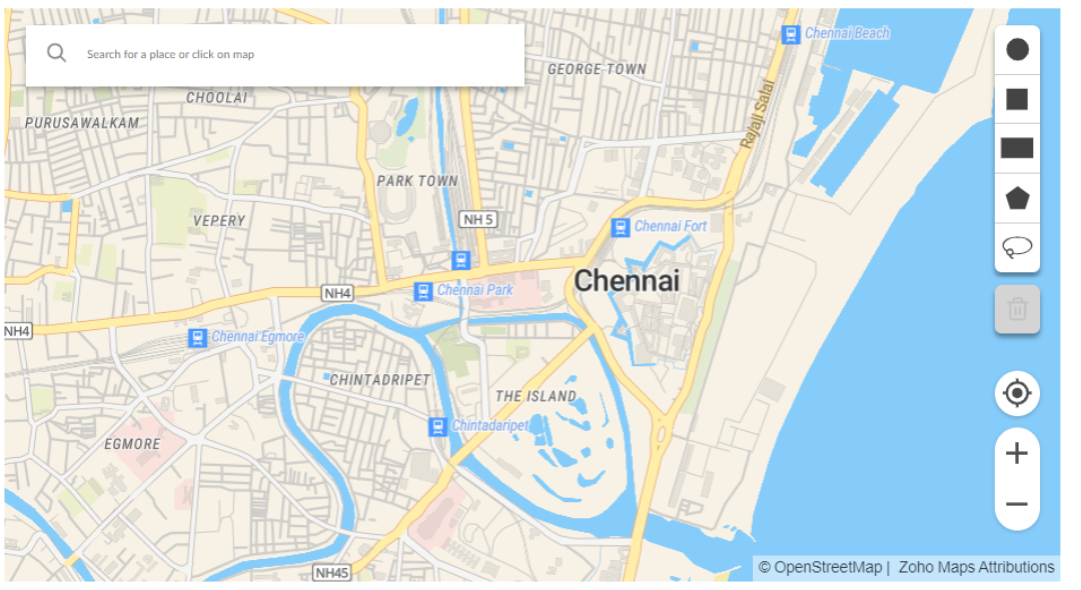 Chennai Beach
Search for a place or click on map
GEORGE TOWN
CHOOLAI
Rajaji Salai
PURUSAWALKAM
PARK TOWN
NH 5
VEPERY
Chennai Fort
Chennai
Chennai Park
NH4
NH4
Chennai Egmore
CHINTADRIPET
THE ISLAND
Chintadaripet
EGMORE
© OpenStreetMap | Zoho Maps Attributions
NH45